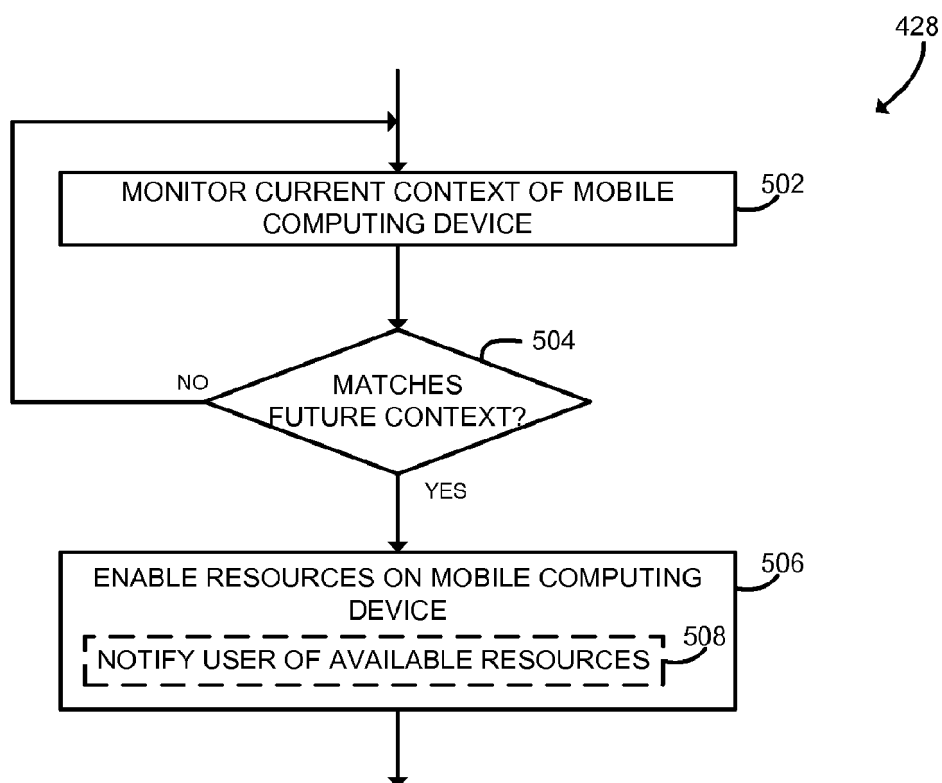 428
MONITOR CURRENT CONTEXT OF MOBILE
COMPUTING DEVICE
502
504
NO
MATCHES
FUTURE CONTEXT?
YES
ENABLE RESOURCES ON MOBILE COMPUTING
DEVICE
506
508
NOTIFY USER OF AVAILABLE RESOURCES